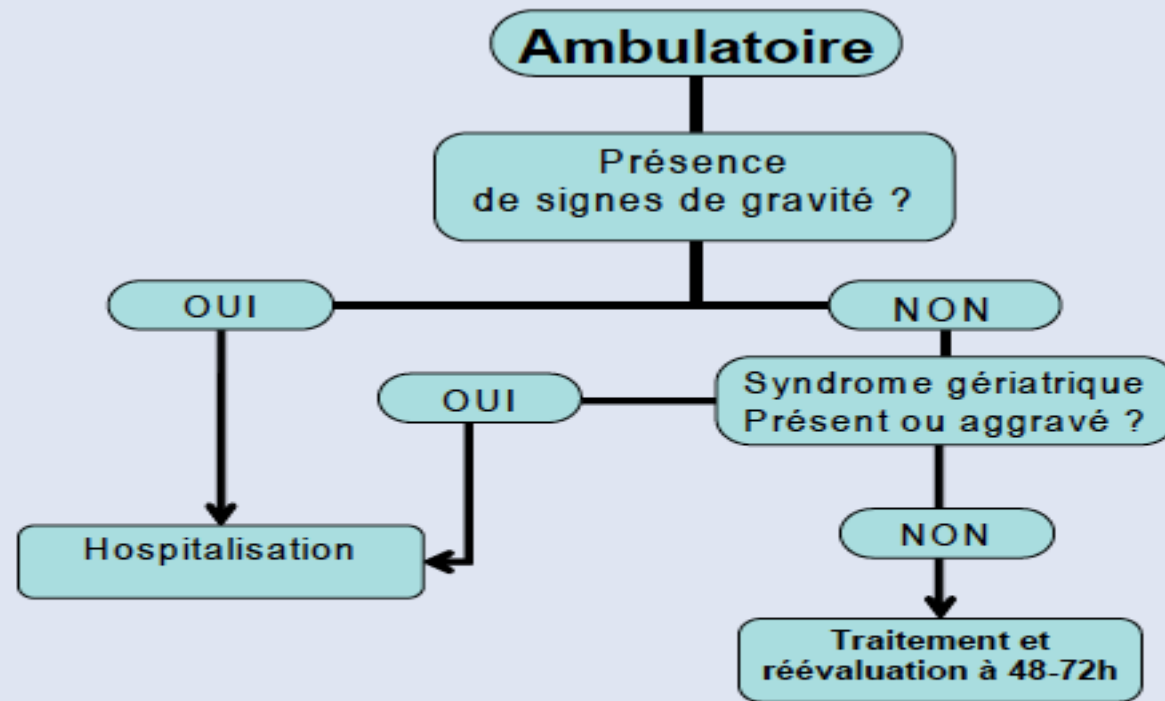 Ambulatoire
Présence
de signes de gravité ?
OUI
NON
Syndrome gériatrique
Présent ou aggravé ?
OUI
NON
Hospitalisation
Traitement et
réévaluation à 48-72h